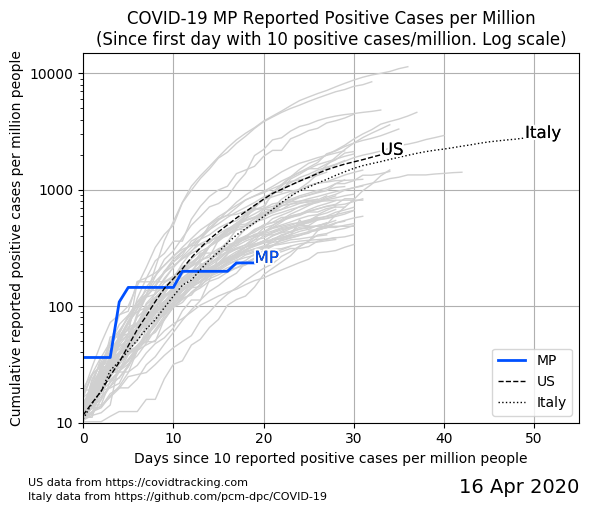 COVID-19 MP Reported Positive Cases per Million
(Since first day with 10 positive cases/million. Log scale)
Cumulative reported positive cases per million people
10000
1000
100
10
US
Italy
MP
MP
US
Italy
0 10 20 30 40 50
Days since 10 reported positive cases per million people
US data from https://covidtracking.com
Italy data from https://github.com/pcm-dpc/COVID-19
16 Apr 2020